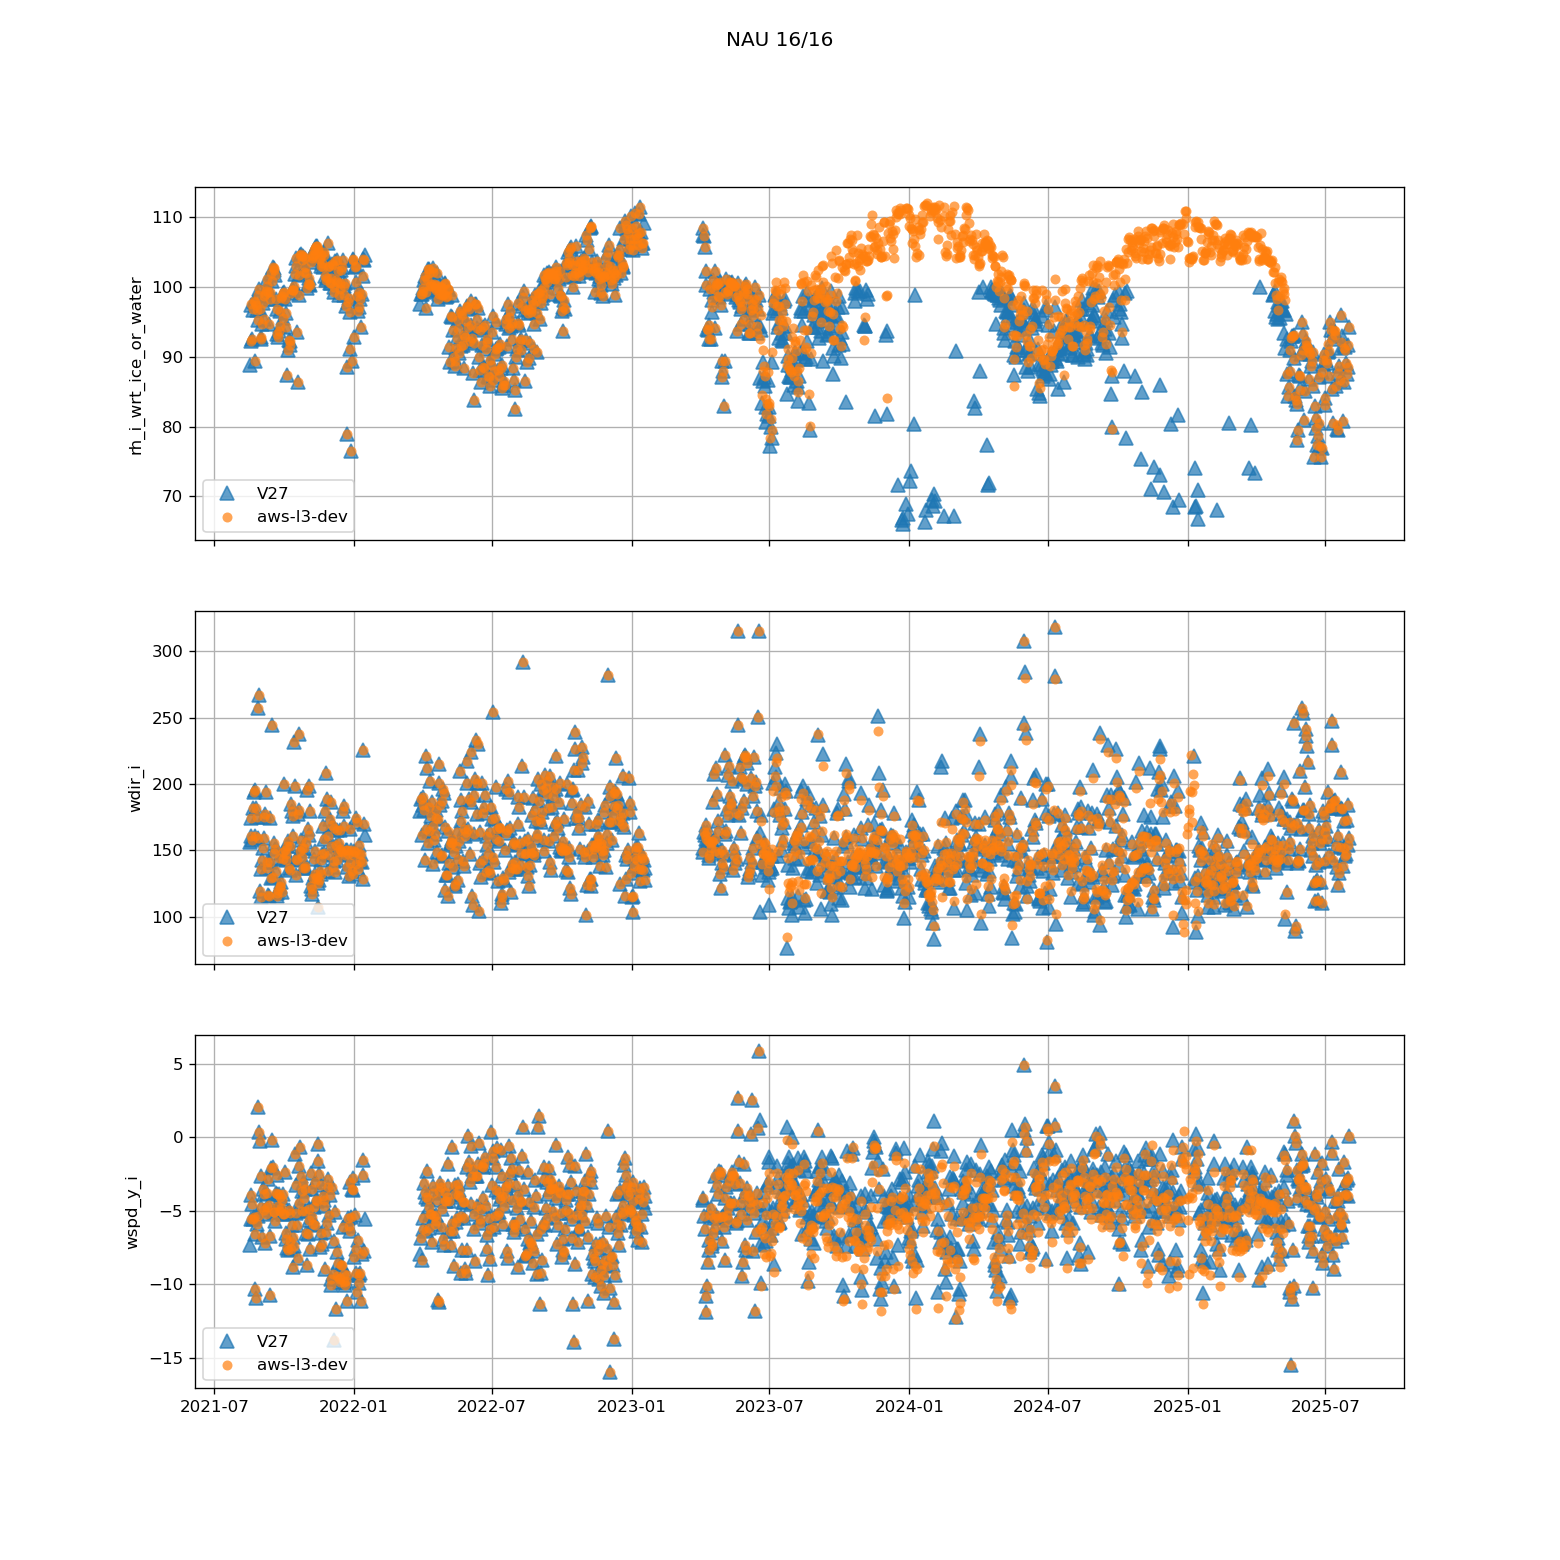 NAU 16/16
110
100
90
80
70
rh_i_wrt_ice_or_water
V27
aws-l3-dev
300
250
200
150
100
wdir_i
V27
aws-l3-dev
5
0
−5
−10
−15
wspd_y_i
V27
aws-l3-dev
2021-07 2022-01 2022-07 2023-01 2023-07 2024-01 2024-07 2025-01 2025-07